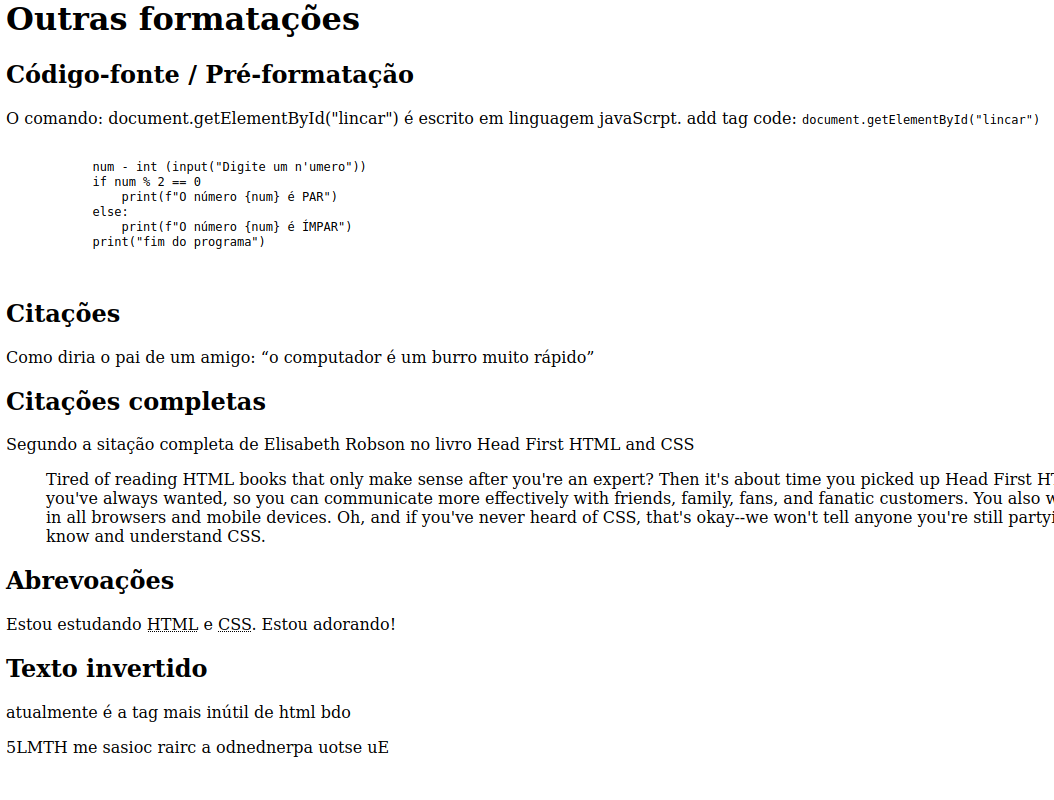 Outras formatações
Código-fonte / Pré-formatação
O comando: document.getElementById("lincar") é escrito em linguagem javaScrpt. add tag code: document.getElementById("lincar")
num - int (input("Digite um n'umero"))
if num % 2 == 0
    print(f"O número {num} é PAR")
else:
    print(f"O número {num} é ÍMPAR")
print("fim do programa")
Citações
Como diria o pai de um amigo: “o computador é um burro muito rápido”
Citações completas
Segundo a sitação completa de Elisabeth Robson no livro Head First HTML and CSS
Tired of reading HTML books that only make sense after you're an expert? Then it's about time you picked up Head First
you've always wanted, so you can communicate more effectively with friends, family, fans, and fanatic customers. You also
in all browsers and mobile devices. Oh, and if you've never heard of CSS, that's okay--we won't tell anyone you're still
know and understand CSS.
Abrevoações
Estou estudando HTML e CSS. Estou adorando!
Texto invertido
atualmente é a tag mais inútil de html bdo
5LMTH me sasioc rairc a odnednerpa uotse uE